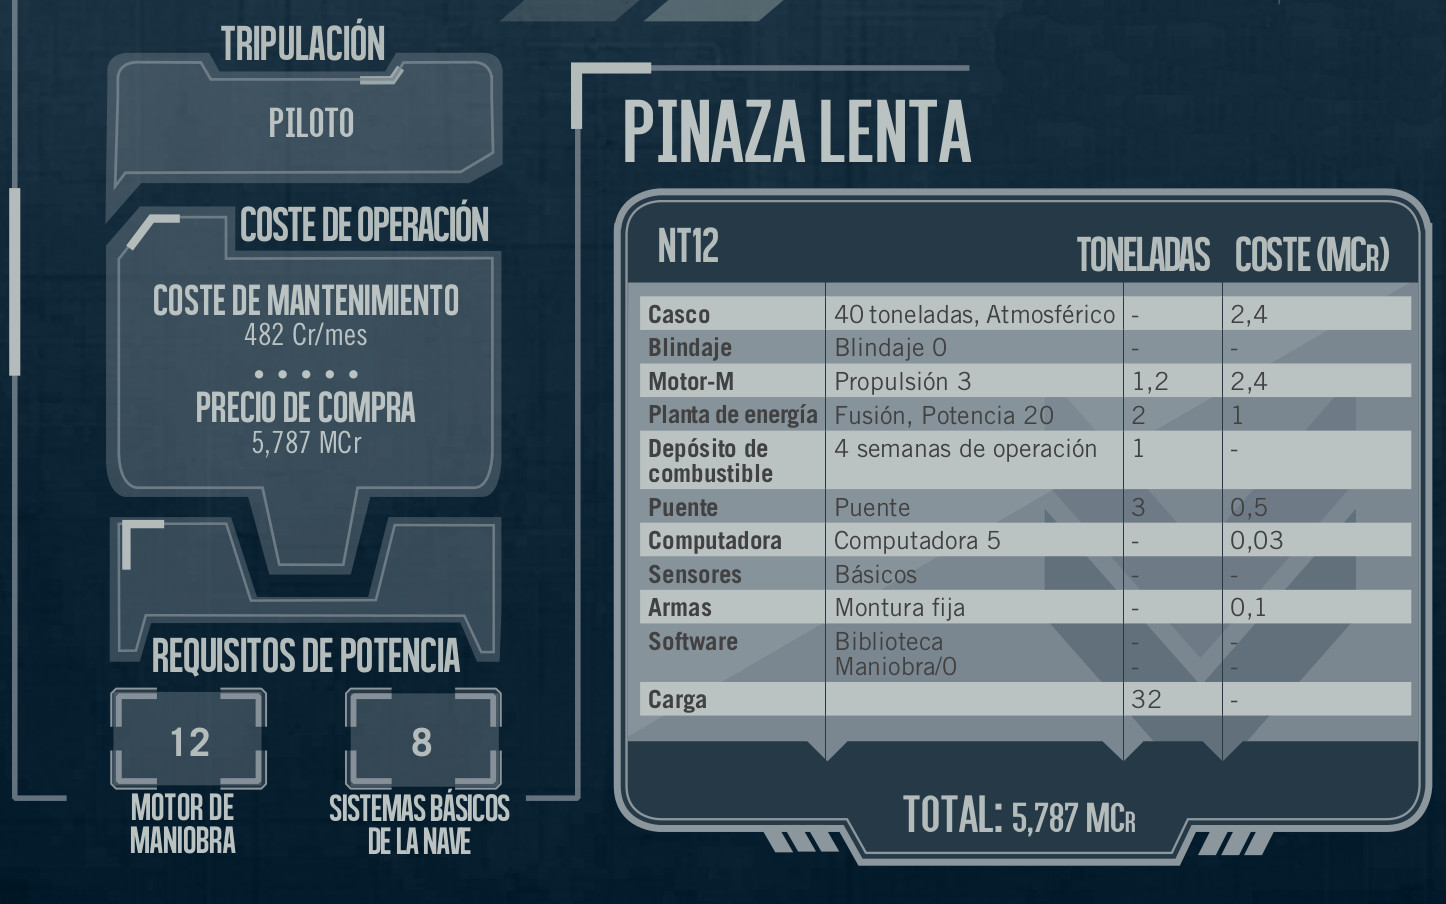 TRIPULACIÓN
PILOTO
COSTE DE OPERACIÓN
COSTE DE MANTENIMIENTO
482 Cr/mes
• • • • •
PRECIO DE COMPRA
5,787 MCr
REQUISITOS DE POTENCIA
12
MOTOR DE
MANIOBRA
8
SISTEMAS BÁSICOS
DE LA NAVE
PINAZA LENTA
NT12 TONELADAS COSTE (MCR)
Casco 40 toneladas, Atmosférico - 2,4
Blindaje Blindaje 0 - -
Motor-M Propulsión 3 1,2 2,4
Planta de energía Fusión, Potencia 20 2 1
Depósito de 4 semanas de operación 1 -
combustible
Puente Puente 3 0,5
Computadora Computadora 5 - 0,03
Sensores Básicos - -
Armas Montura fija - 0,1
Software Biblioteca - -
Maniobra/0 - -
Carga 32 -
TOTAL: 5,787 MCR